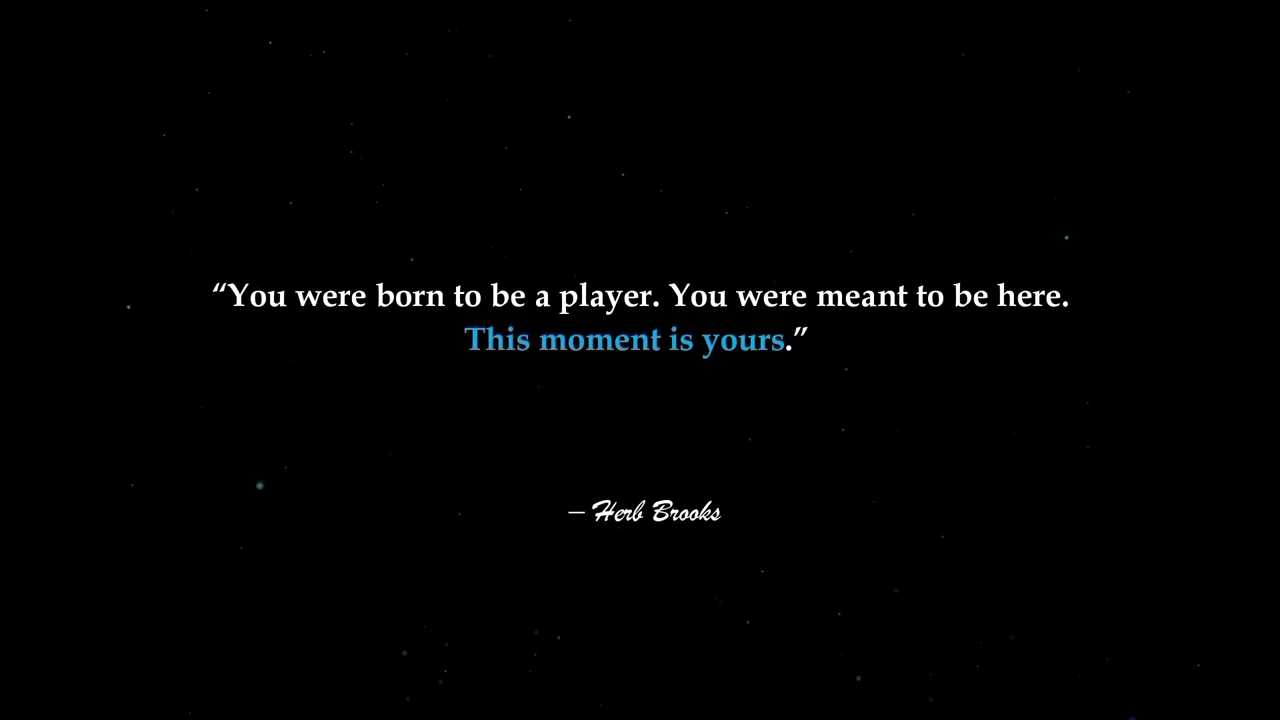 “You were born to be a player. You were meant to be here.
This moment is yours.”
– Herb Brooks